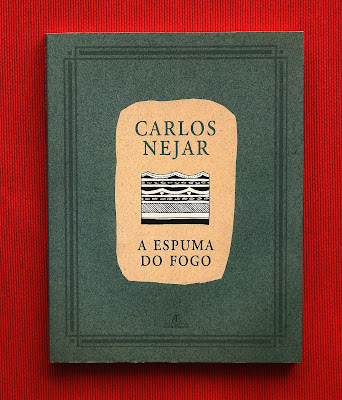 CARLOS
NEJAR
A ESPUMA
DO FOGO